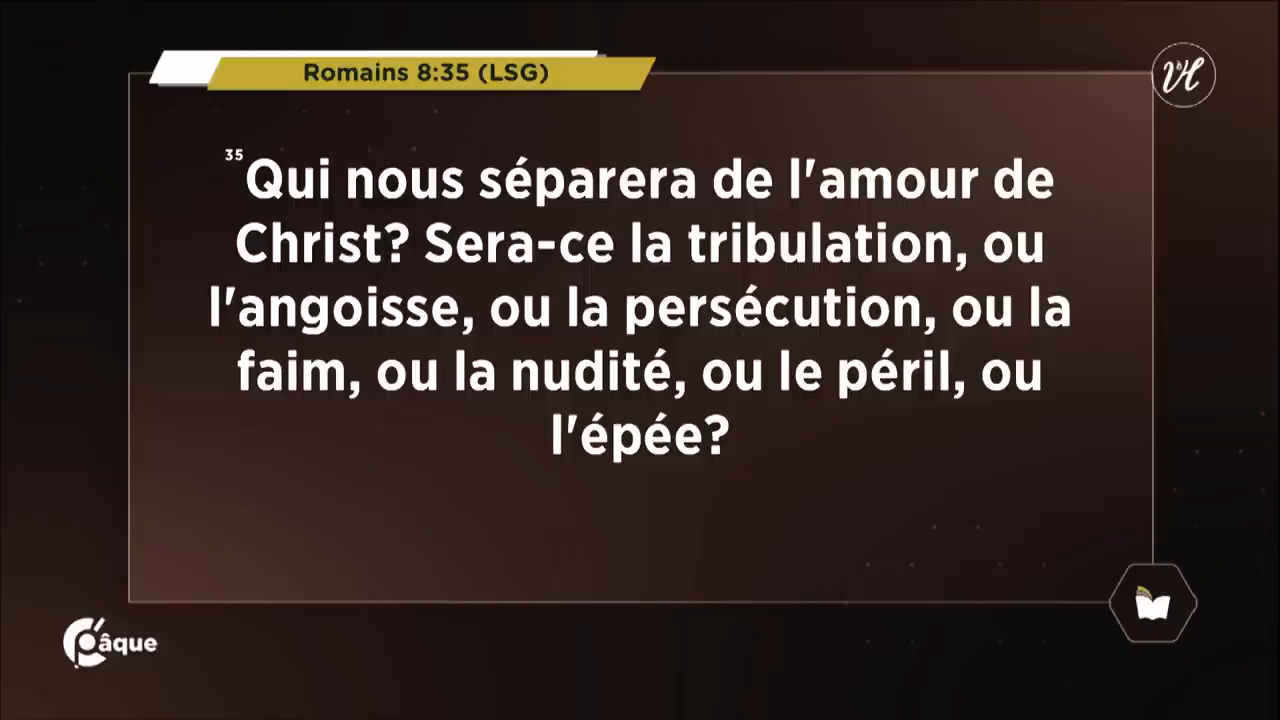 Romains 8:35 (LSG)
VH
35 Qui nous séparera de l'amour de
Christ? Sera-ce la tribulation, ou
l'angoisse, ou la persécution, ou la
faim, ou la nudité, ou le péril, ou
l'épée?
C'Pâque